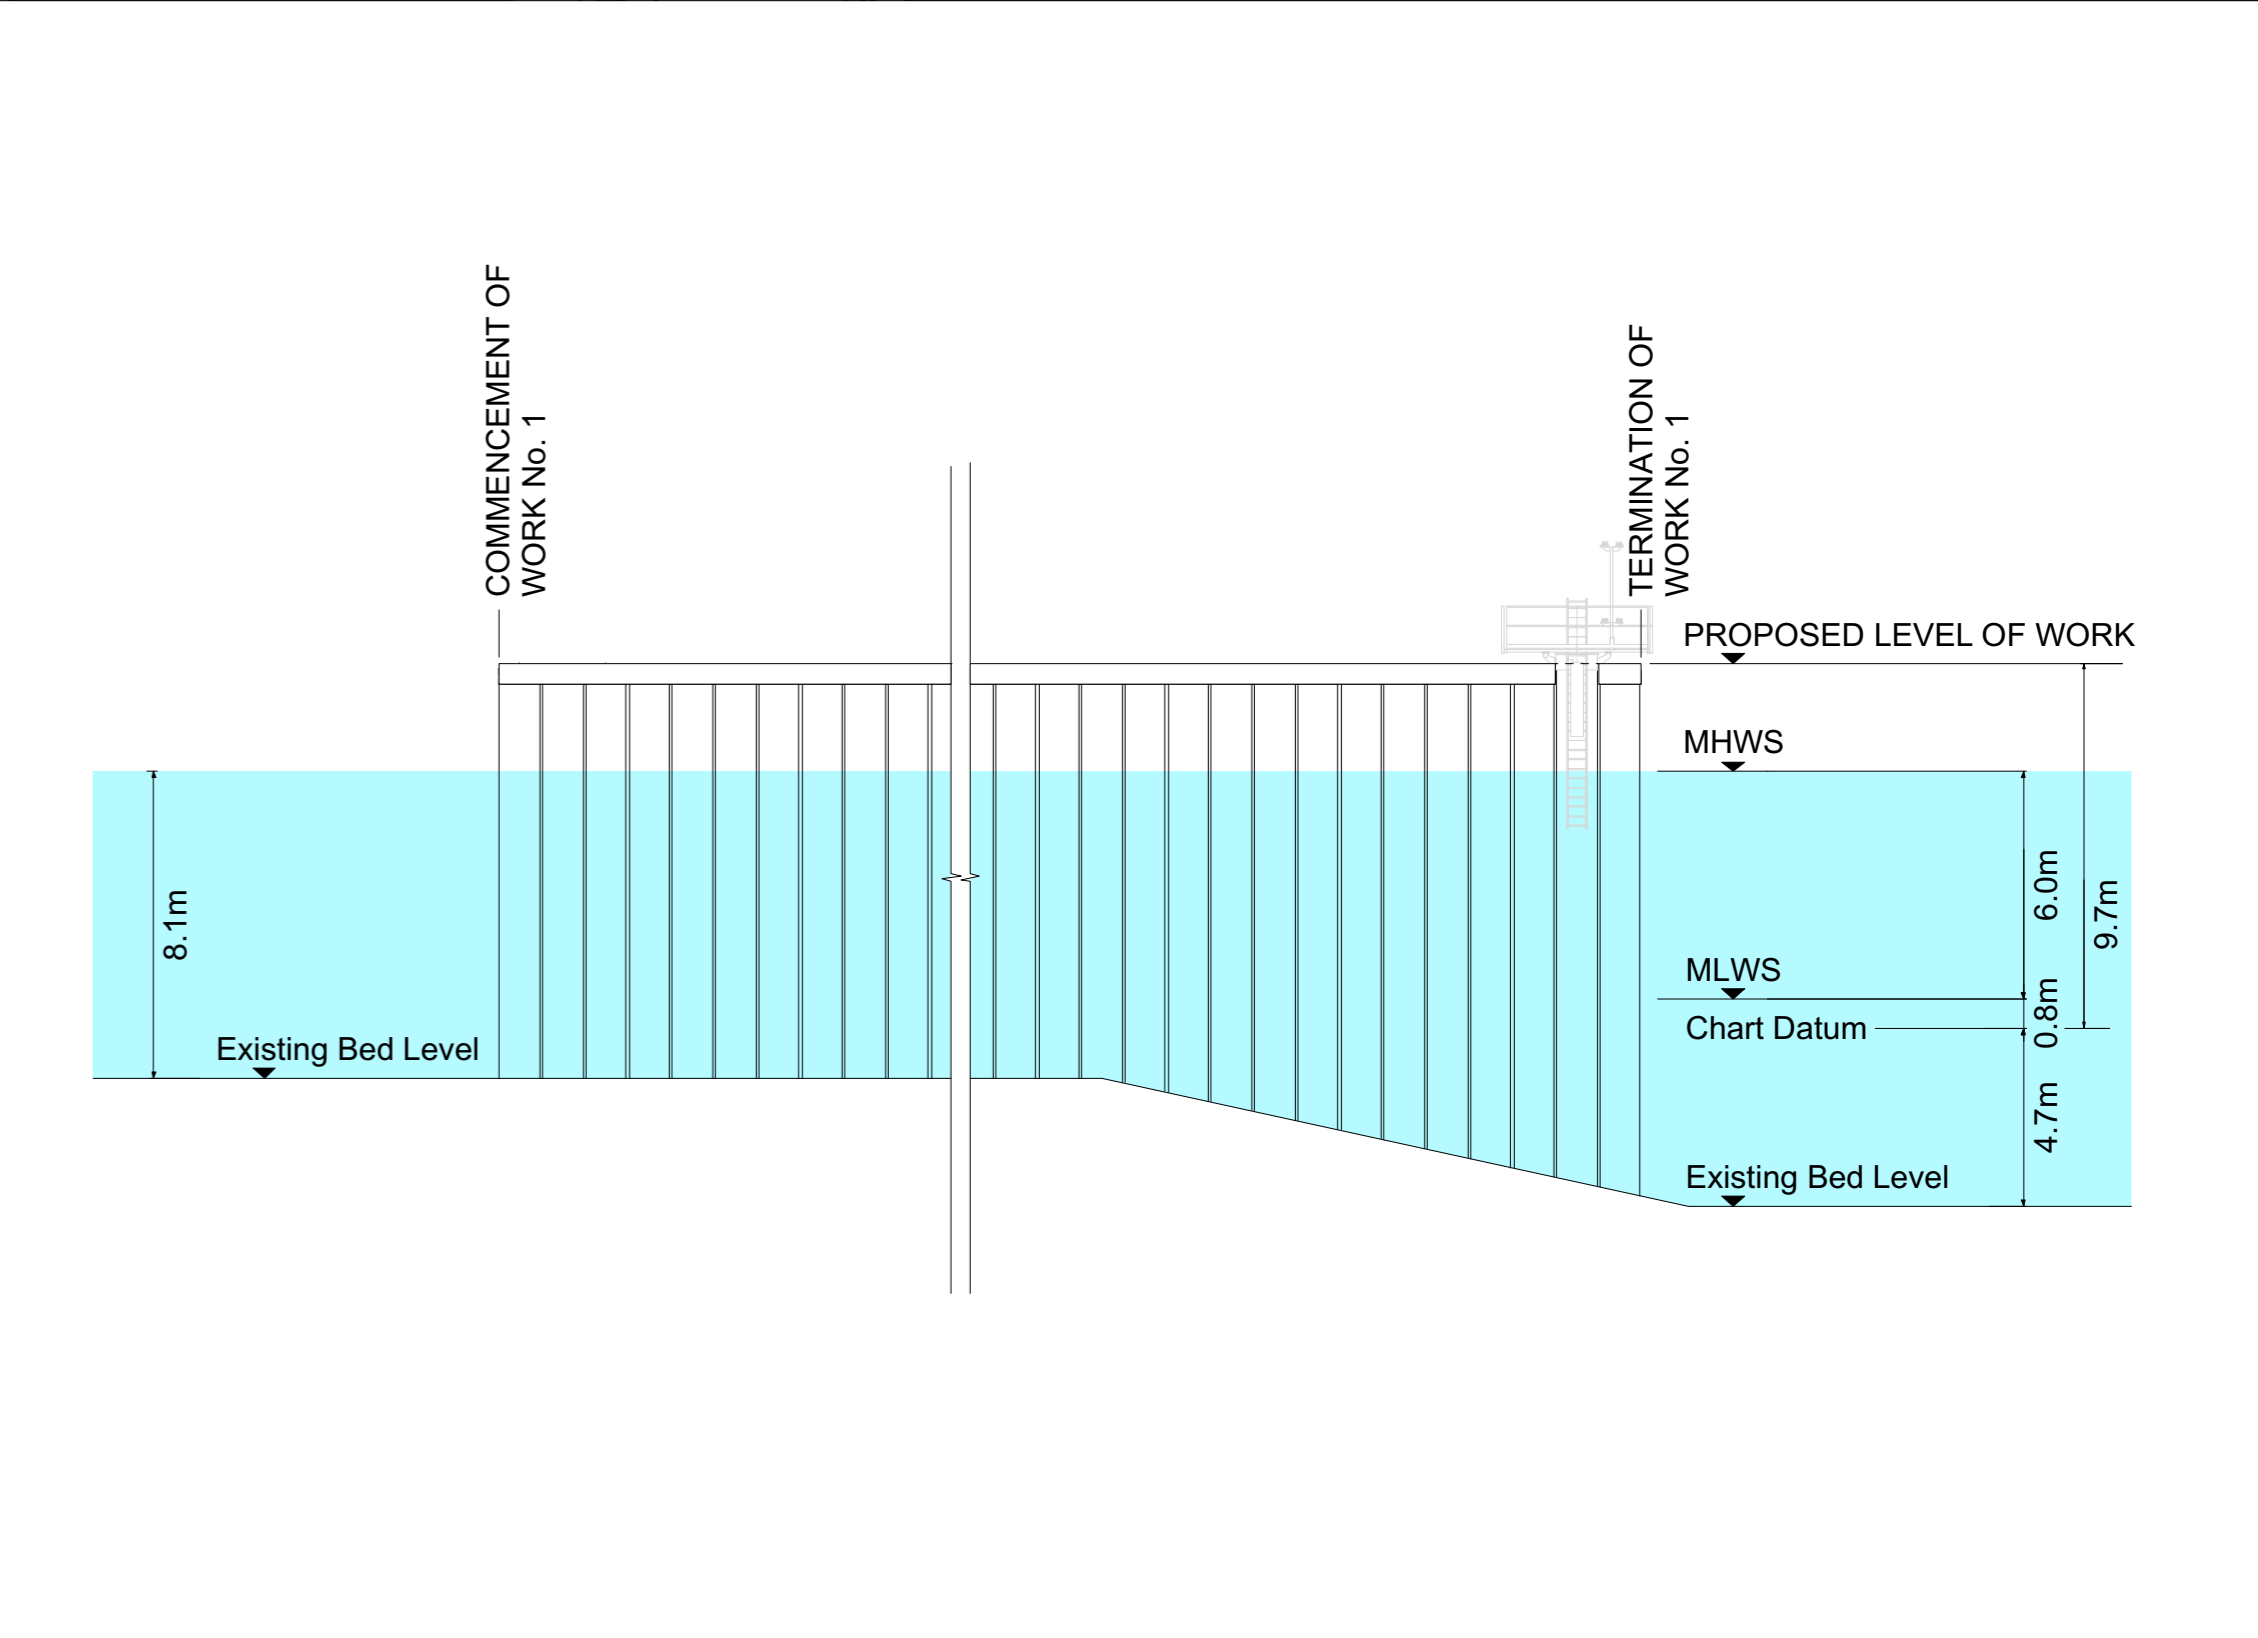 COMMENCEMENT OF
WORK No. 1
TERMINATION OF
WORK No. 1
PROPOSED LEVEL OF WORK
MHWS
6.0m
9.7m
8.1m
MLWS
0.8m
Chart Datum
Existing Bed Level
4.7m
Existing Bed Level